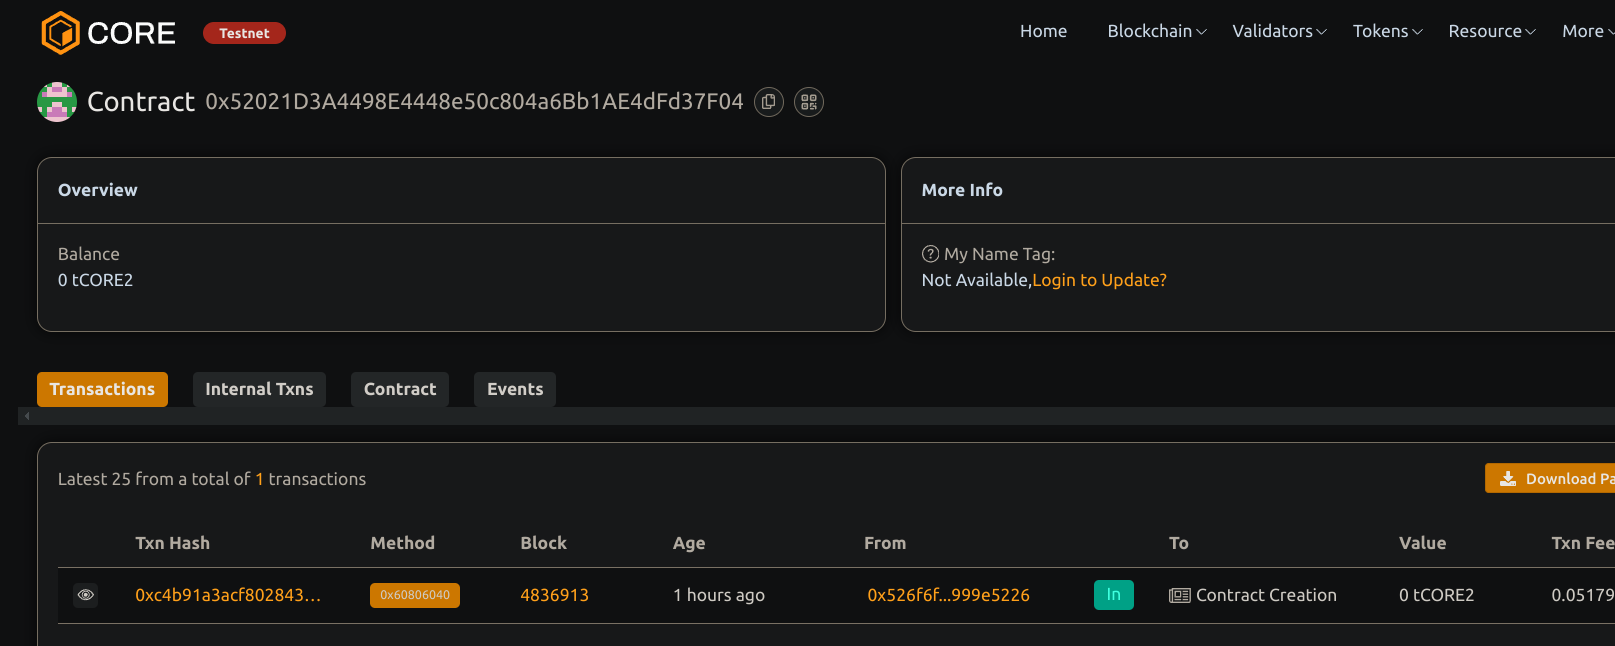 CORE Testnet Home Blockchain Validators Tokens Resource More
Contract 0x52021D3A4498E4448e50c804a6Bb1AE4dFd37F04
Overview
Balance
0 tCORE2
More Info
My Name Tag:
Not Available,Login to Update?
Transactions Internal Txns Contract Events
Latest 25 from a total of 1 transactions
Download Pa
Txn Hash Method Block Age From To Value Txn Fee
0xc4b91a3acf802843... 0x60806040 4836913 1 hours ago 0x526f6f...999e5226 In Contract Creation 0 tCORE2 0.05179